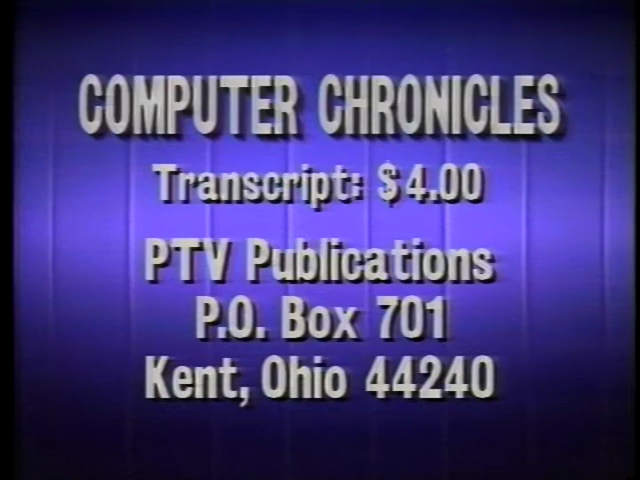 COMPUTER CHRONICLES
Transcript: $4.00
PTV Publications
P.O. Box 701
Kent, Ohio 44240